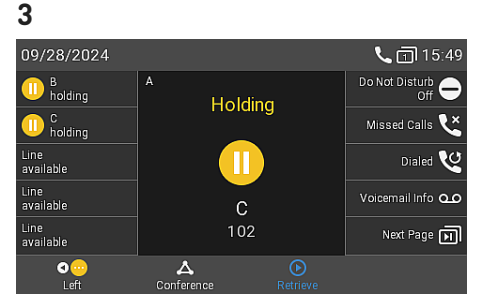 3
09/28/2024
1
15:49
B
holding
C
holding
Line
available
Line
available
Line
available
A
Holding
C
102
Do Not Disturb
Off
Missed Calls
Dialed
Voicemail Info
Next Page
Left
Conference
Retrieve